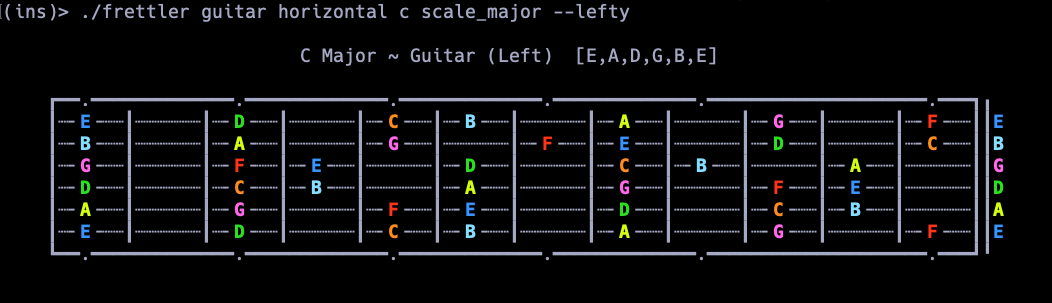 (ins)> ./frettler guitar horizontal c scale_major --lefty
C Major ~ Guitar (Left) [E,A,D,G,B,E]
E D C B A G F E
B A G F E D C B
G F E D C B A G
D C B A G F E D
A G F E D C B A
E D C B A G F E